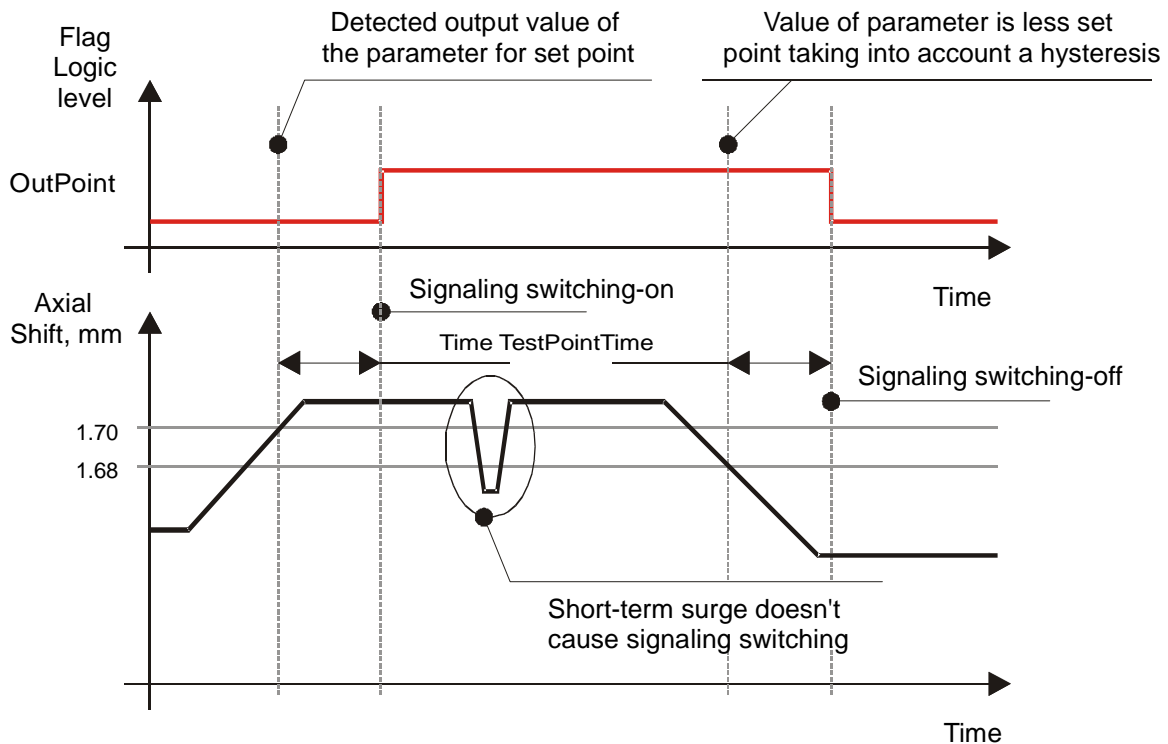 Flag
Logic
level
Detected output value of
the parameter for set point
Value of parameter is less set
point taking into account a hysteresis
OutPoint
Time
Axial
Shift, mm
Signaling switching-on
Time TestPointTime
Signaling switching-off
1.70
1.68
Short-term surge doesn't
cause signaling switching
Time